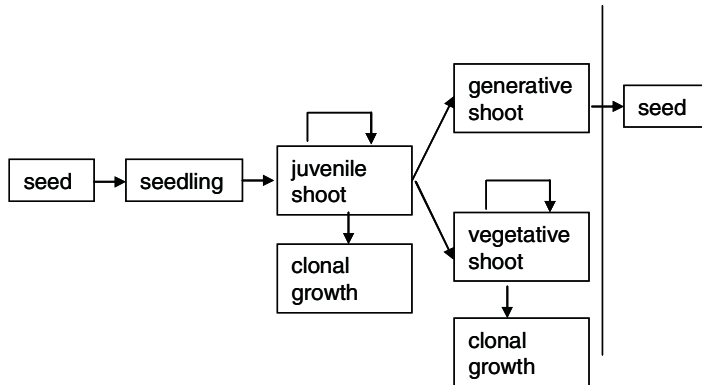 seed
seedling
juvenile
shoot
clonal
growth
generative
shoot
vegetative
shoot
clonal
growth
seed